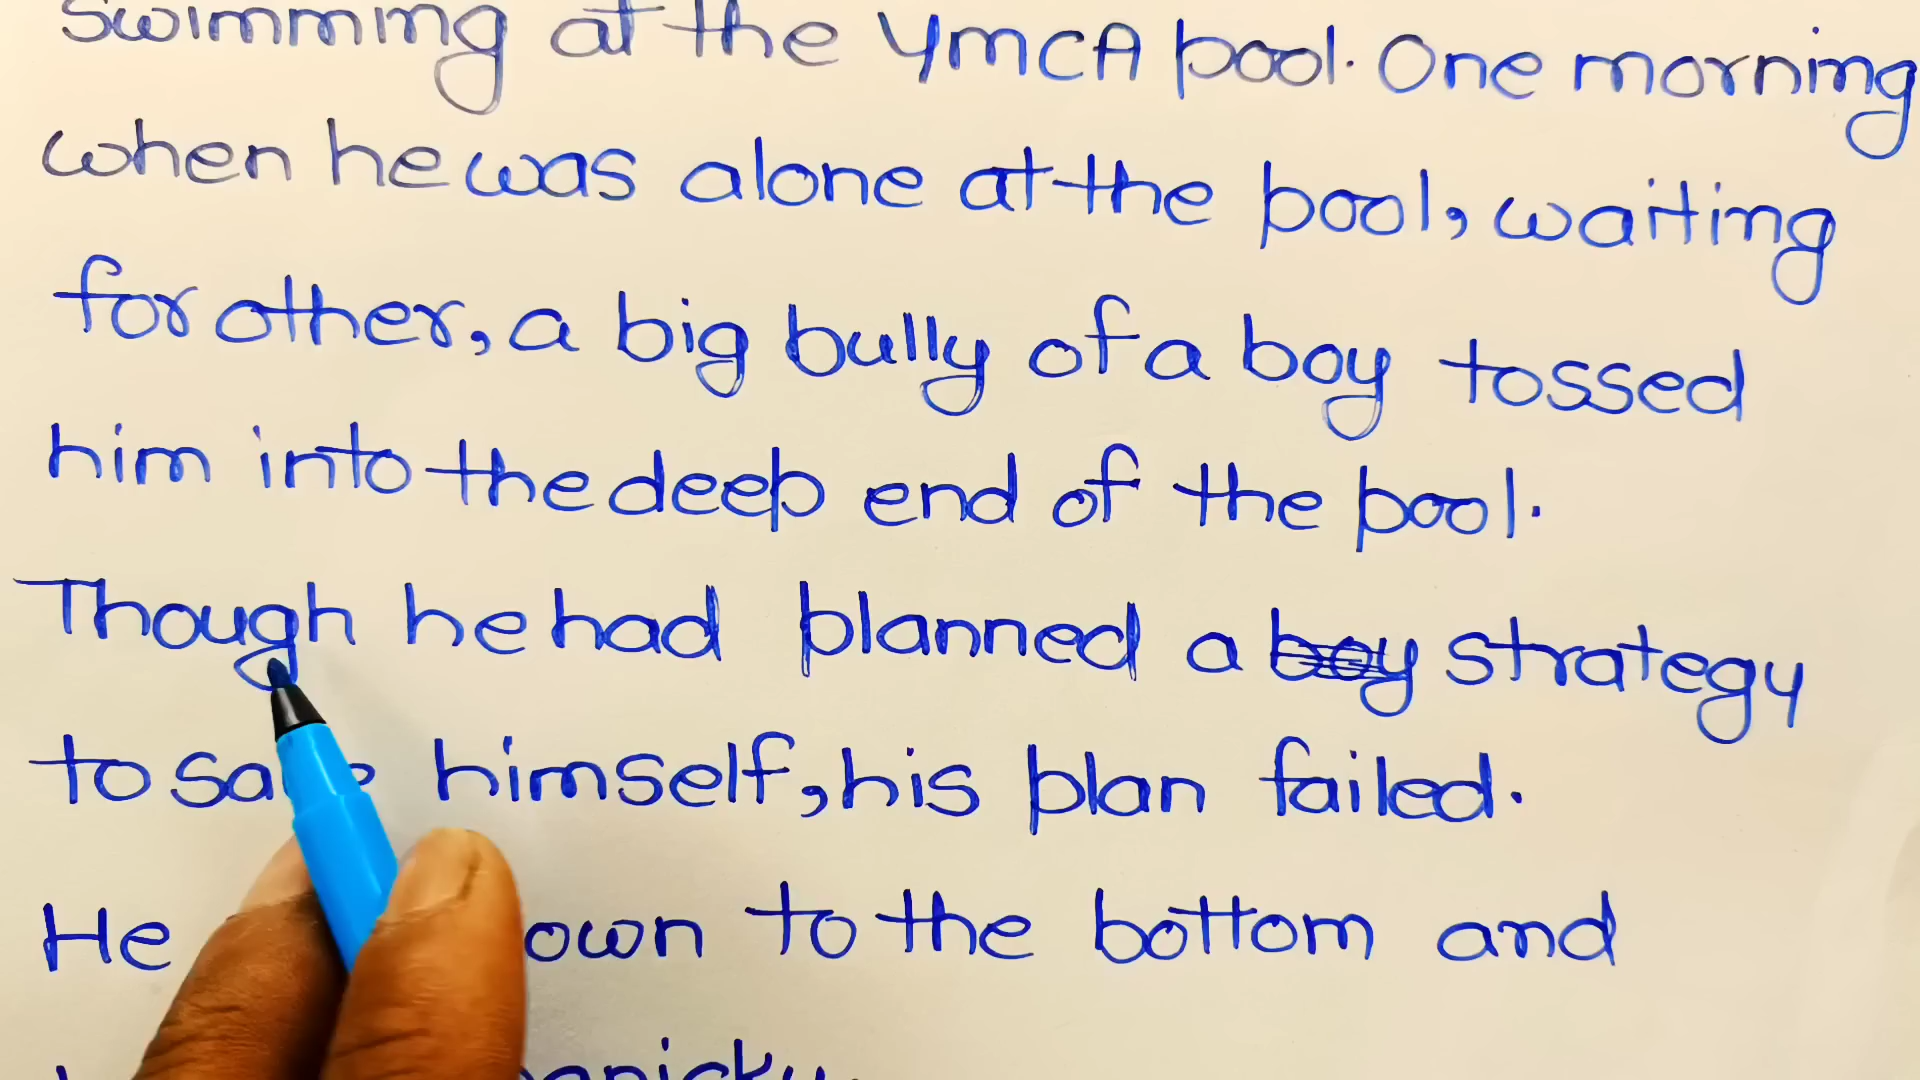 swimming at the YMCA pool. One morning
when he was alone at the pool, waiting
for other, a big bully of a boy tossed
him into the deep end of the pool.
Though he had planned a boy strategy
to save himself, his plan failed.
He own to the bottom and